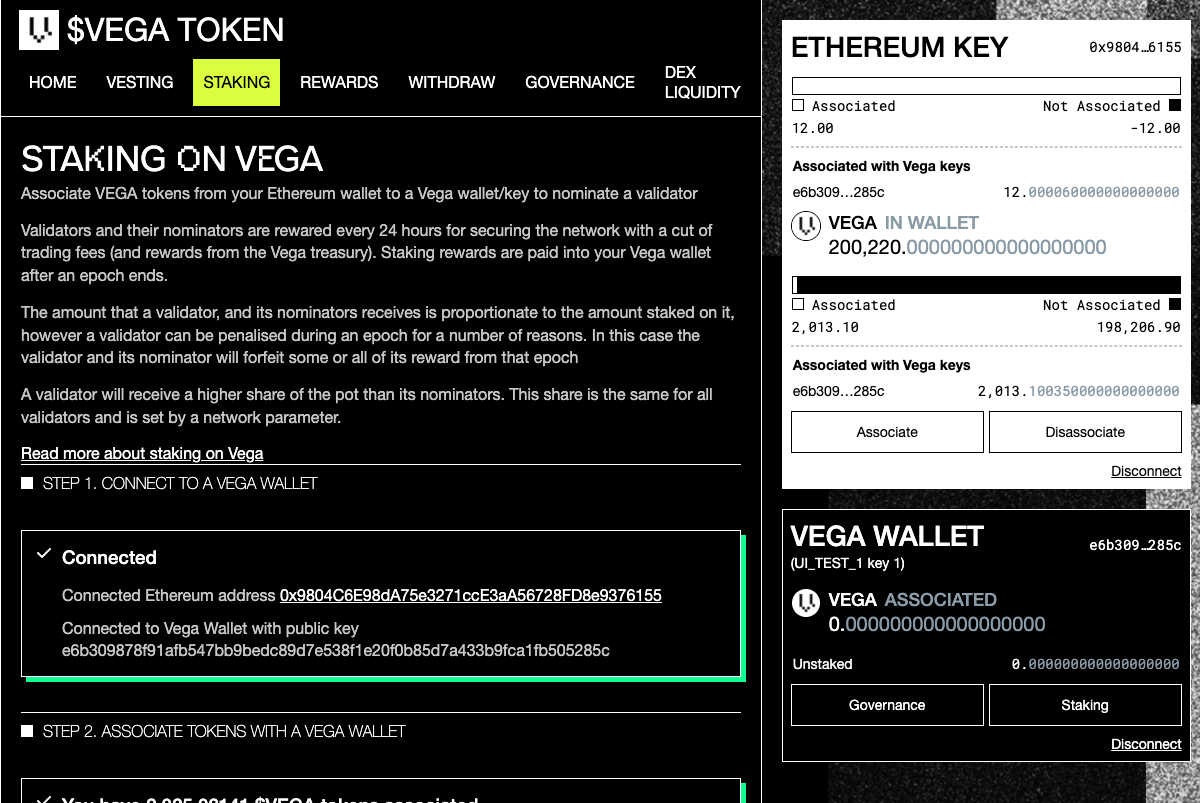 $VEGA TOKEN
HOME VESTING STAKING REWARDS WITHDRAW GOVERNANCE DEX LIQUIDITY
STAKING ON VEGA
Associate VEGA tokens from your Ethereum wallet to a Vega wallet/key to nominate a validator
Validators and their nominators are rewarded every 24 hours for securing the network with a cut of
trading fees (and rewards from the Vega treasury). Staking rewards are paid into your Vega wallet
after an epoch ends.
The amount that a validator, and its nominators receives is proportionate to the amount staked on it,
however a validator can be penalised during an epoch for a number of reasons. In this case the
validator and its nominator will forfeit some or all of its reward from that epoch
A validator will receive a higher share of the pot than its nominators. This share is the same for all
validators and is set by a network parameter.
Read more about staking on Vega
STEP 1. CONNECT TO A VEGA WALLET
Connected
Connected Ethereum address 0x9804C6E98dA75e3271ccE3aA56728FD8e9376155
Connected to Vega Wallet with public key
e6b309878f91afb547bb9bedc89d7e538f1e20f0b85d7a433b9fca1fb505285c
STEP 2. ASSOCIATE TOKENS WITH A VEGA WALLET
You have 2,025.02141 $VEGA tokens associated
ETHEREUM KEY 0x9804…6155
Associated Not Associated
12.00 -12.00
Associated with Vega keys
e6b309…285c 12.000060000000000000
VEGA IN WALLET
200,220.000000000000000000
Associated Not Associated
2,013.10 198,206.90
Associated with Vega keys
e6b309…285c 2,013.100350000000000000
Associate Disassociate
Disconnect
VEGA WALLET e6b309…285c
(UI_TEST_1 key 1)
VEGA ASSOCIATED
0.000000000000000000
Unstaked 0.000000000000000000
Governance Staking
Disconnect